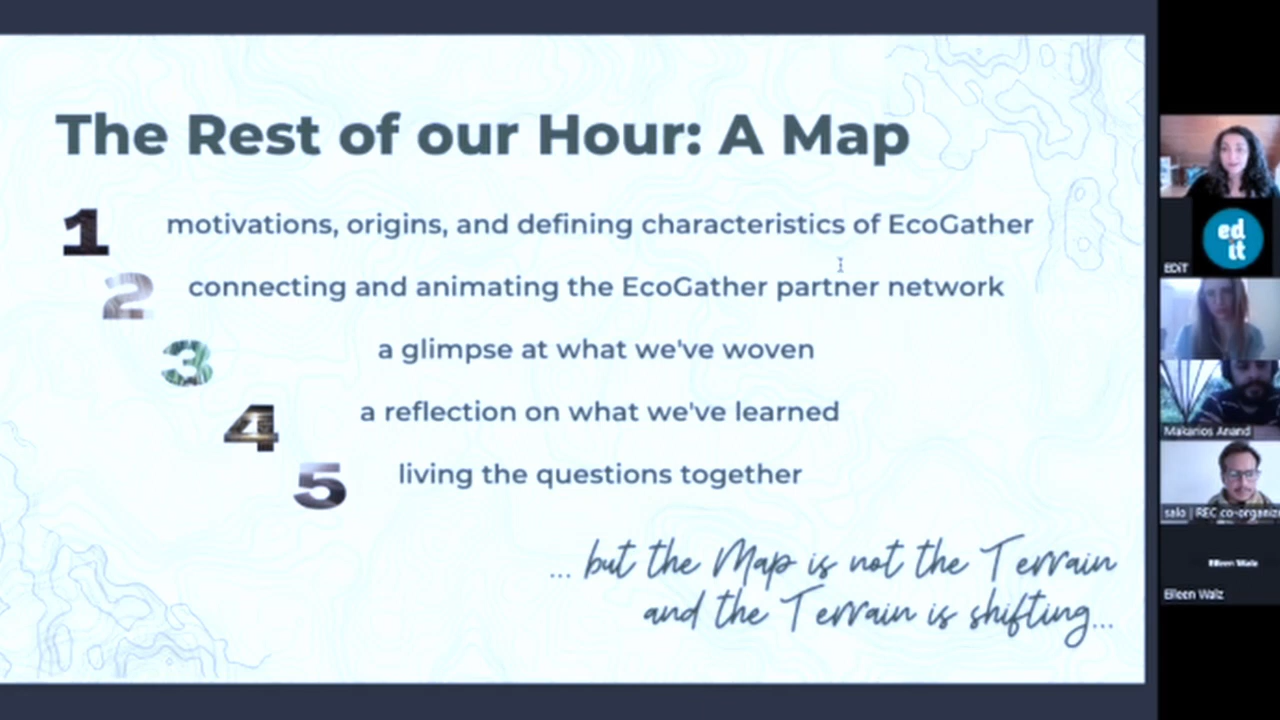 The Rest of our Hour: A Map
1 motivations, origins, and defining characteristics of EcoGather
2 connecting and animating the EcoGather partner network
3 a glimpse at what we've woven
4 a reflection on what we've learned
5 living the questions together
... but the Map is not the Terrain
and the Terrain is shifting...
ed
it
EDiT
Makarios Anand
salo | REC co-organiz
Eileen Walz
Eileen Walz